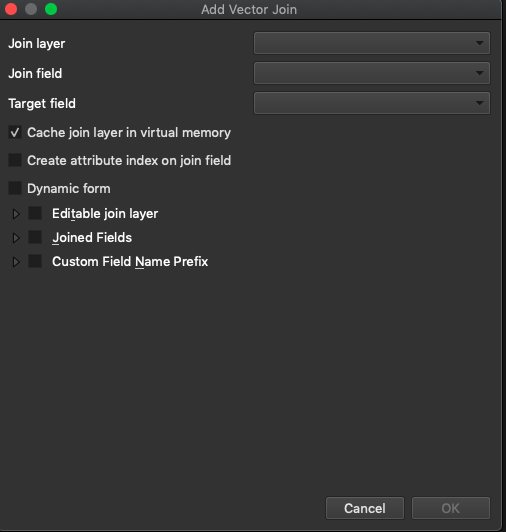 Add Vector Join
Join layer
Join field
Target field
Cache join layer in virtual memory
Create attribute index on join field
Dynamic form
Editable join layer
Joined Fields
Custom Field Name Prefix
Cancel
OK